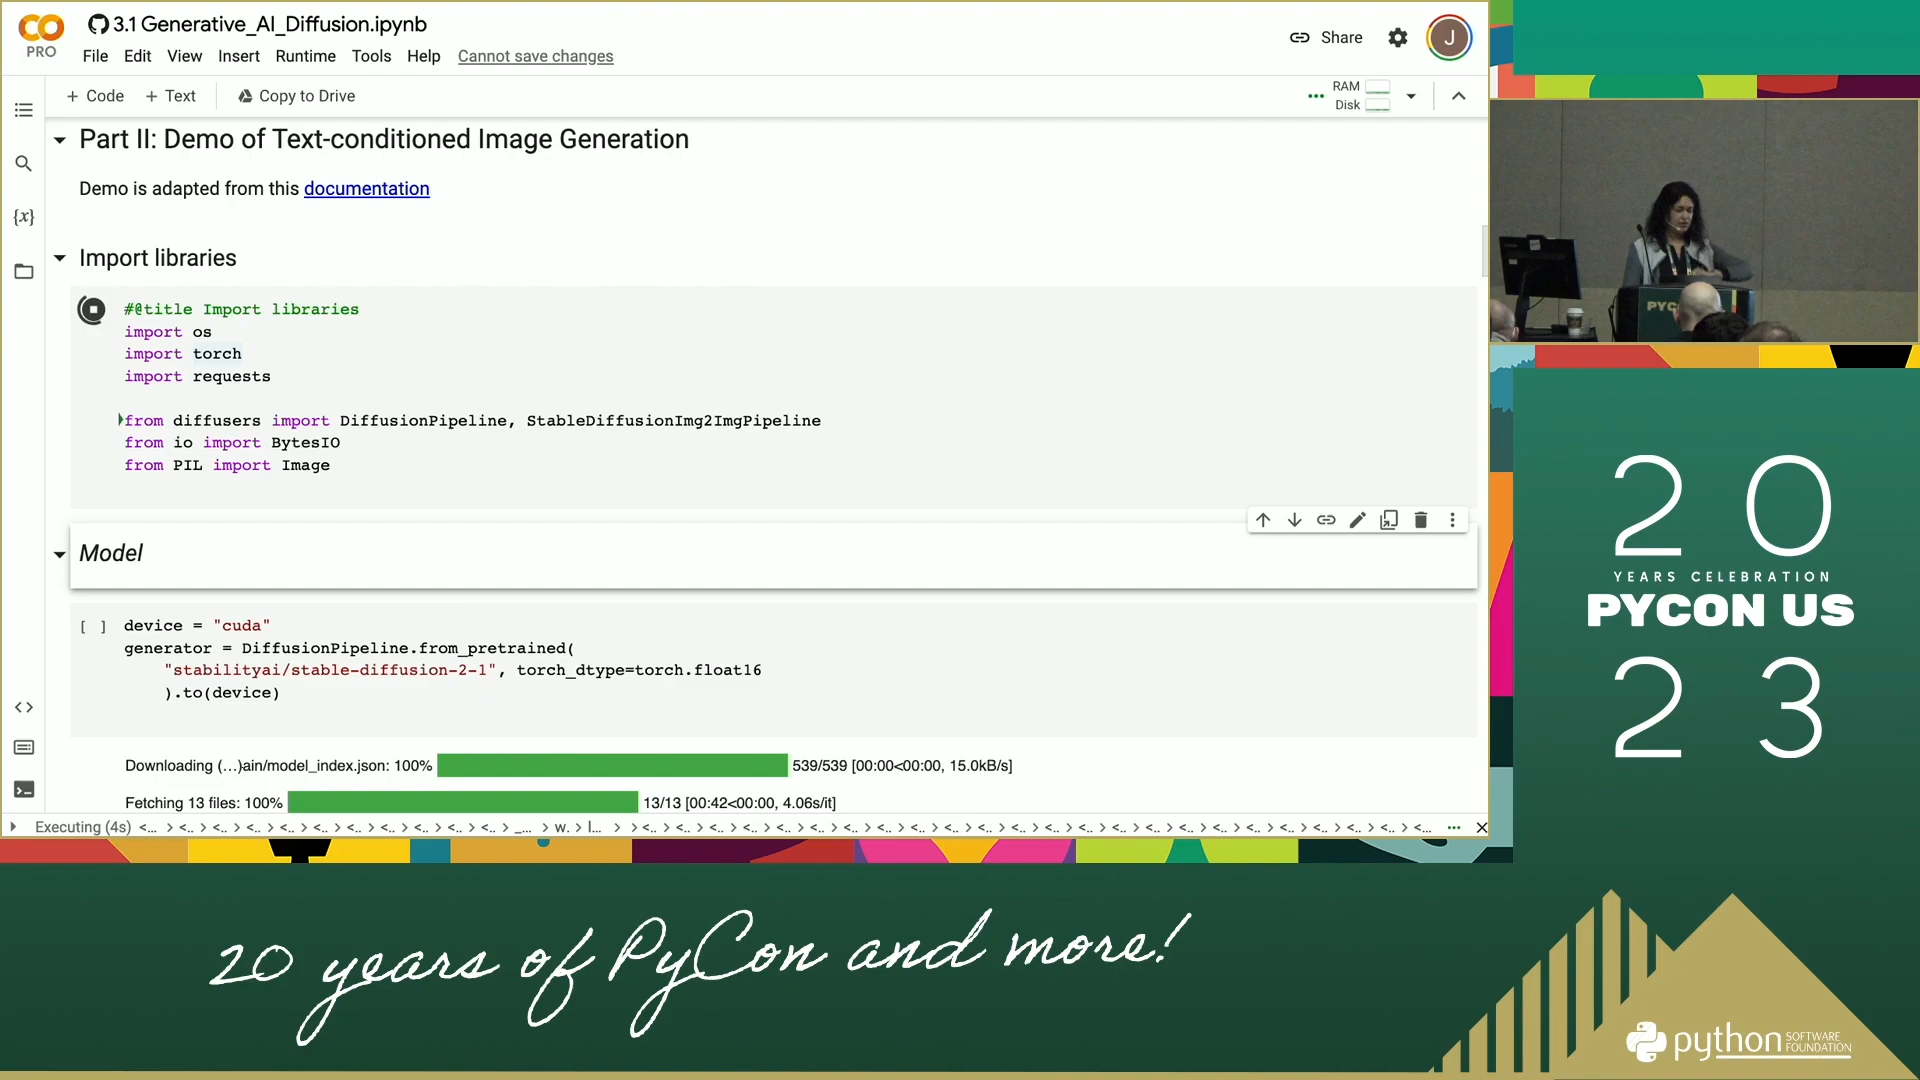 CO
PRO
3.1 Generative_AI_Diffusion.ipynb
File Edit View Insert Runtime Tools Help Cannot save changes
Share
J
+ Code + Text Copy to Drive
RAM
Disk
Part II: Demo of Text-conditioned Image Generation
Demo is adapted from this documentation
{x}
Import libraries
#@title Import libraries
import os
import torch
import requests
from diffusers import DiffusionPipeline, StableDiffusionImg2ImgPipeline
from io import BytesIO
from PIL import Image
Model
[ ] device = "cuda"
generator = DiffusionPipeline.from_pretrained(
"stabilityai/stable-diffusion-2-1", torch_dtype=torch.float16
).to(device)
Downloading (…)ain/model_index.json: 100% 539/539 [00:00<00:00, 15.0kB/s]
Fetching 13 files: 100% 13/13 [00:42<00:00, 4.06s/it]
Executing (4s)
PYC
20
YEARS CELEBRATION
PYCON US
23
20 years of PyCon and more!
python SOFTWARE
FOUNDATION